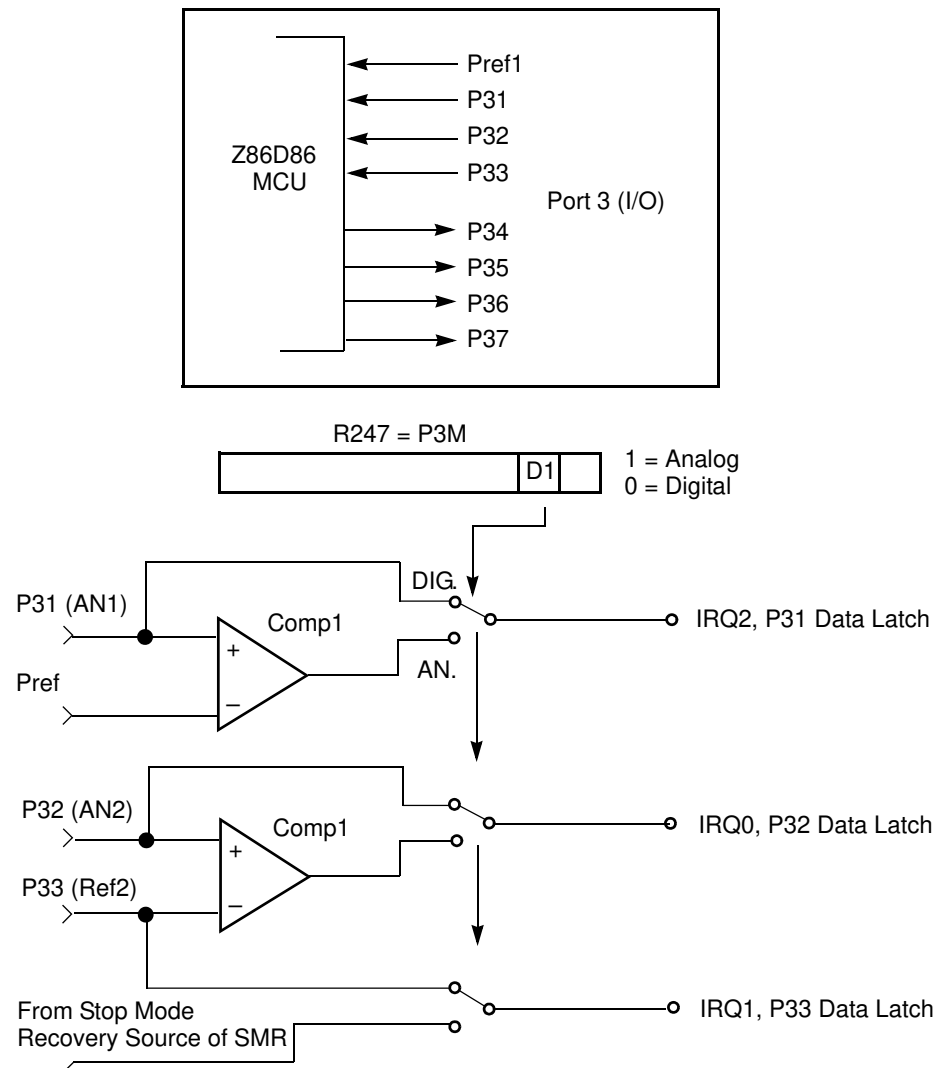 Pref1
P31
P32
Z86D86
MCU
P33
Port 3 (I/O)
P34
P35
P36
P37
R247 = P3M
D1
1 = Analog
0 = Digital
DIG.
P31 (AN1)
Comp1
IRQ2, P31 Data Latch
+
AN.
Pref
–
P32 (AN2)
Comp1
IRQ0, P32 Data Latch
+
P33 (Ref2)
–
From Stop Mode
Recovery Source of SMR
IRQ1, P33 Data Latch